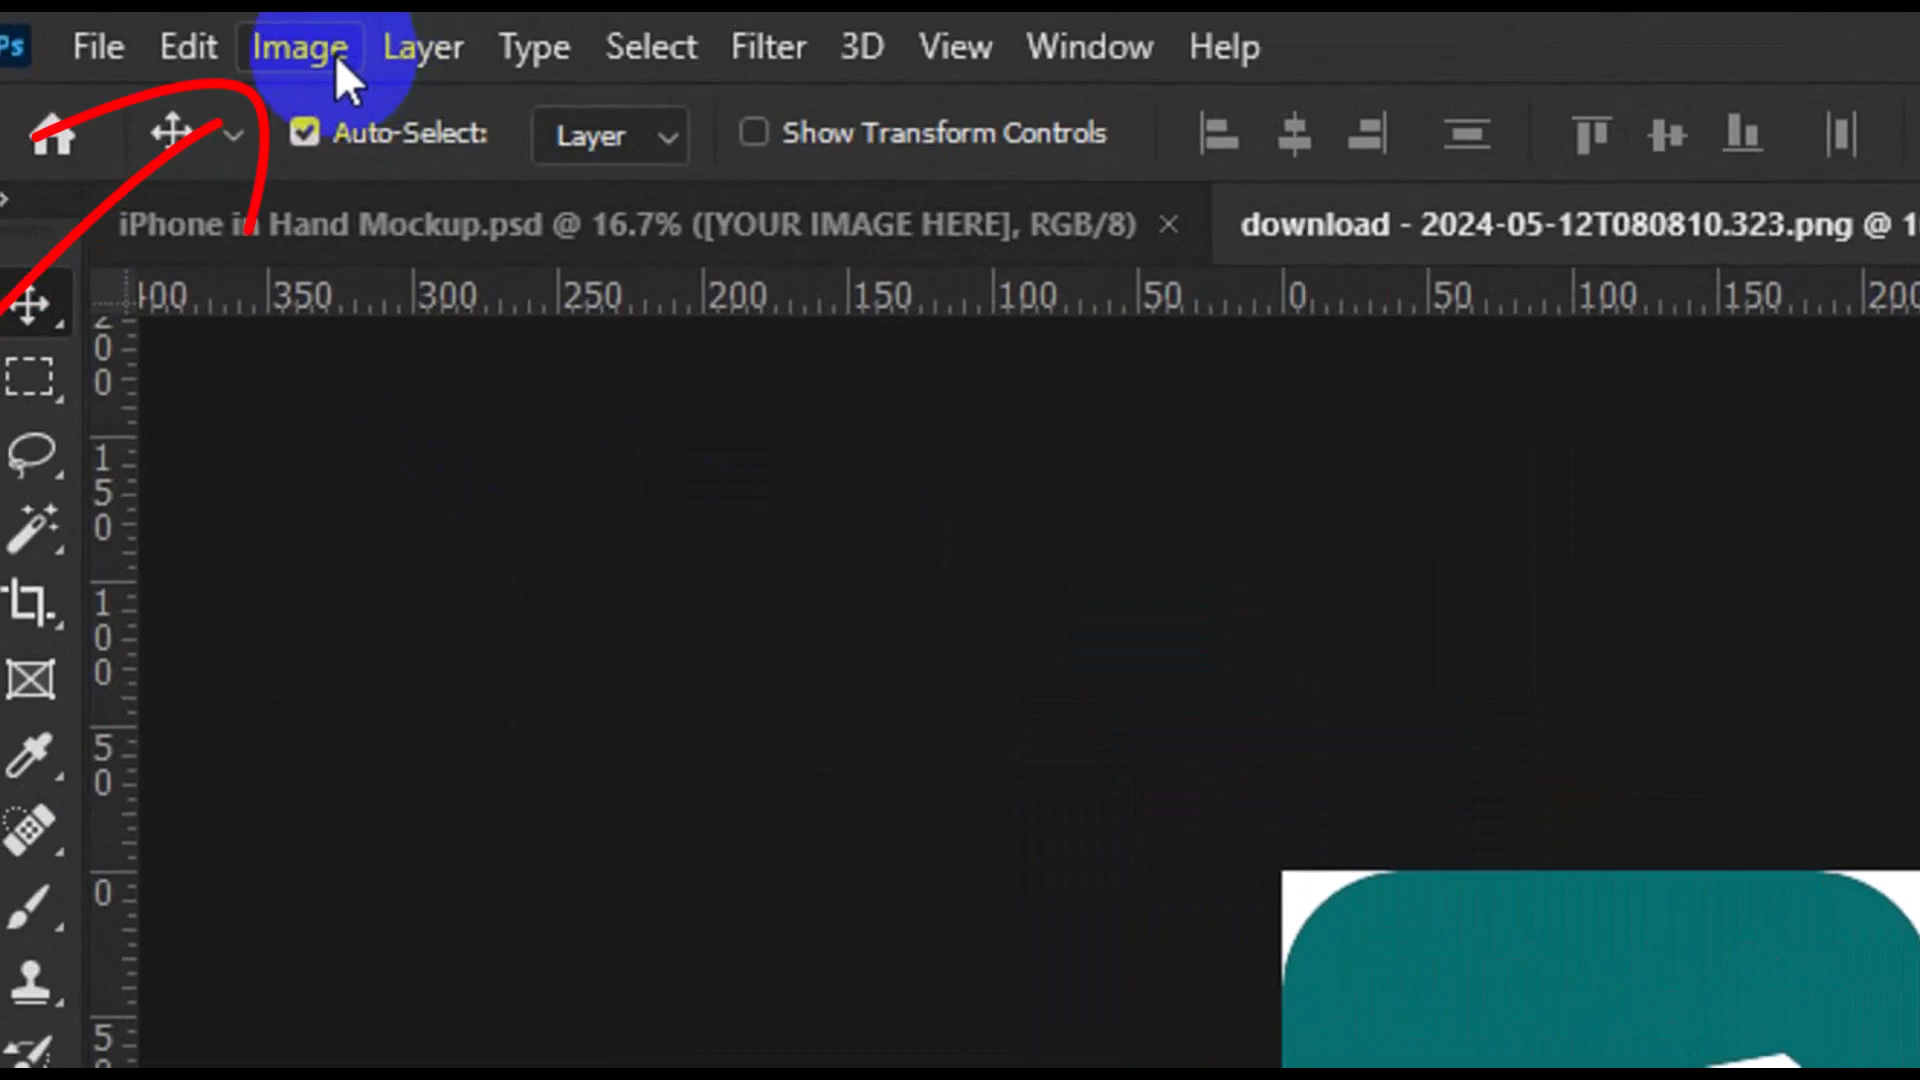 Ps File Edit Image Layer Type Select Filter 3D View Window Help
Auto-Select: Layer Show Transform Controls
iPhone in Hand Mockup.psd @ 16.7% ([YOUR IMAGE HERE], RGB/8) × download - 2024-05-12T080810.323.png @ 1
400 350 300 250 200 150 100 50 0 50 100 150 200
200
150
100
50
0
5